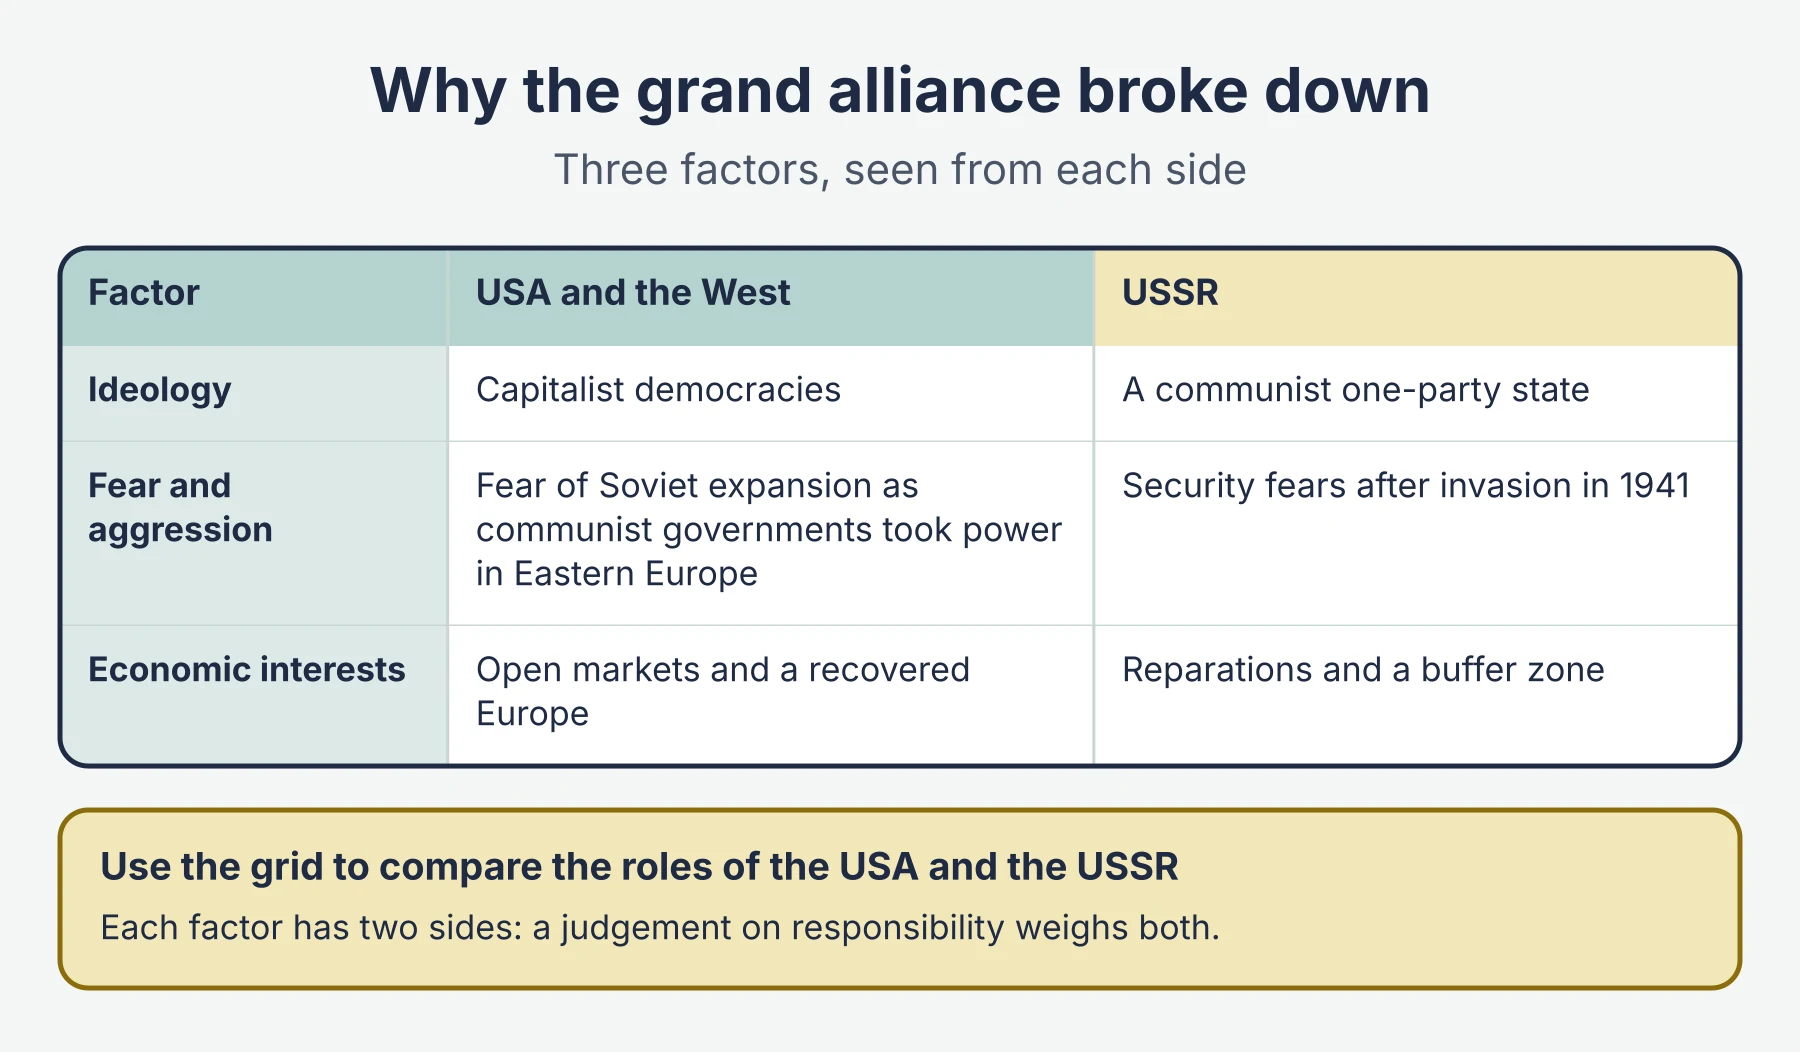 Why the grand alliance broke down
Three factors, seen from each side
Factor
USA and the West
USSR
Ideology
Capitalist democracies
A communist one-party state
Fear and
aggression
Fear of Soviet expansion as
communist governments took power
in Eastern Europe
Security fears after invasion in 1941
Economic interests
Open markets and a recovered
Europe
Reparations and a buffer zone
Use the grid to compare the roles of the USA and the USSR
Each factor has two sides: a judgement on responsibility weighs both.